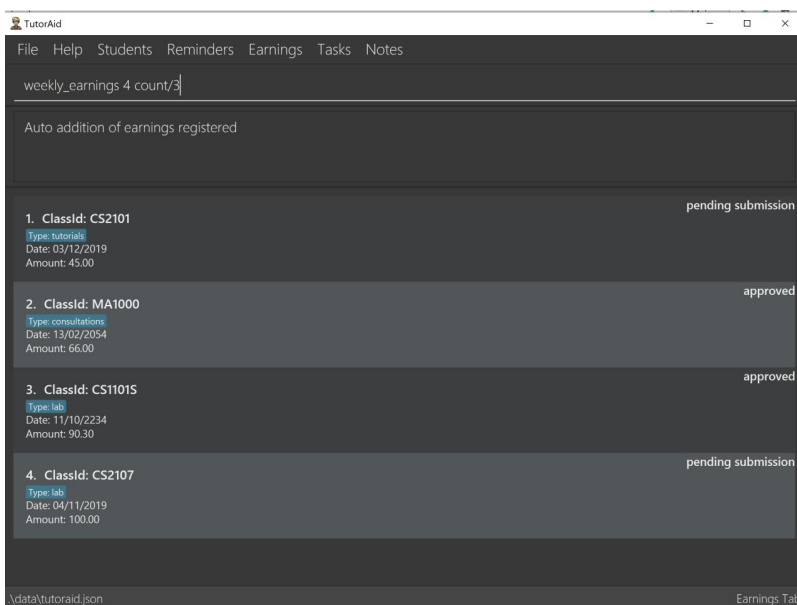 TutorAid
File Help Students Reminders Earnings Tasks Notes
weekly_earnings 4 count/3
Auto addition of earnings registered
pending submission
1. ClassId: CS2101
Type: tutorials
Date: 03/12/2019
Amount: 45.00
approved
2. ClassId: MA1000
Type: consultations
Date: 13/02/2054
Amount: 66.00
approved
3. ClassId: CS1101S
Type: lab
Date: 11/10/2234
Amount: 90.30
pending submission
4. ClassId: CS2107
Type: lab
Date: 04/11/2019
Amount: 100.00
.\data\tutoraid.json
Earnings Tab